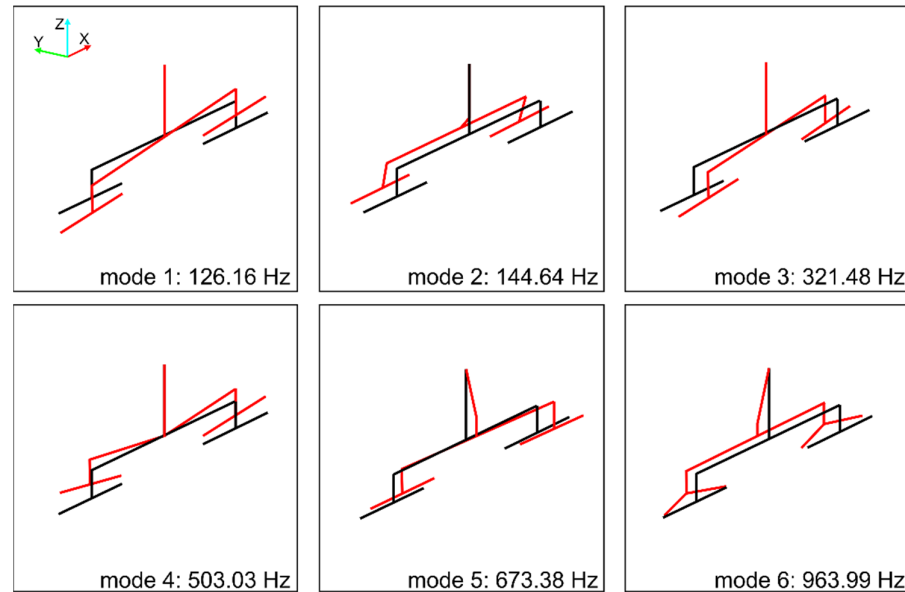 Z
Y X
mode 1: 126.16 Hz
mode 2: 144.64 Hz
mode 3: 321.48 Hz
mode 4: 503.03 Hz
mode 5: 673.38 Hz
mode 6: 963.99 Hz